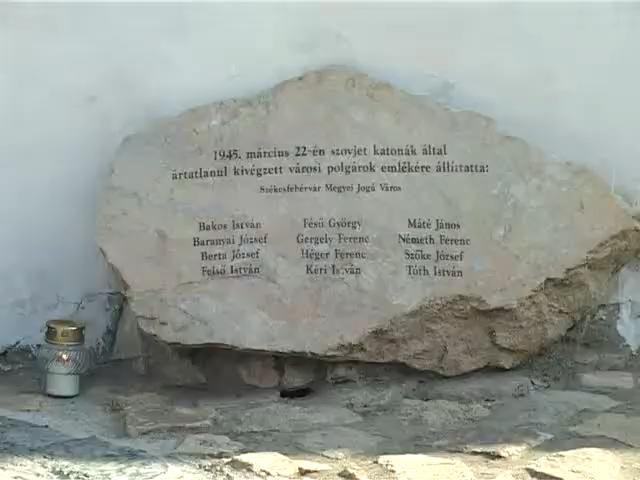 1945. március 22-én szovjet katonák által
ártatlanul kivégzett városi polgárok emlékére állíttatta:
Székesfehérvár Megyei Jogú Város
Bakos István Fésű György Máté János
Baranyai József Gergely Ferenc Németh Ferenc
Berta József Héger Ferenc Szőke József
Felső István Kéri István Tóth István